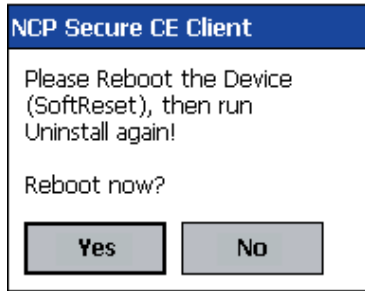 NCP Secure CE Client
Please Reboot the Device
(SoftReset), then run
Uninstall again!
Reboot now?
Yes No